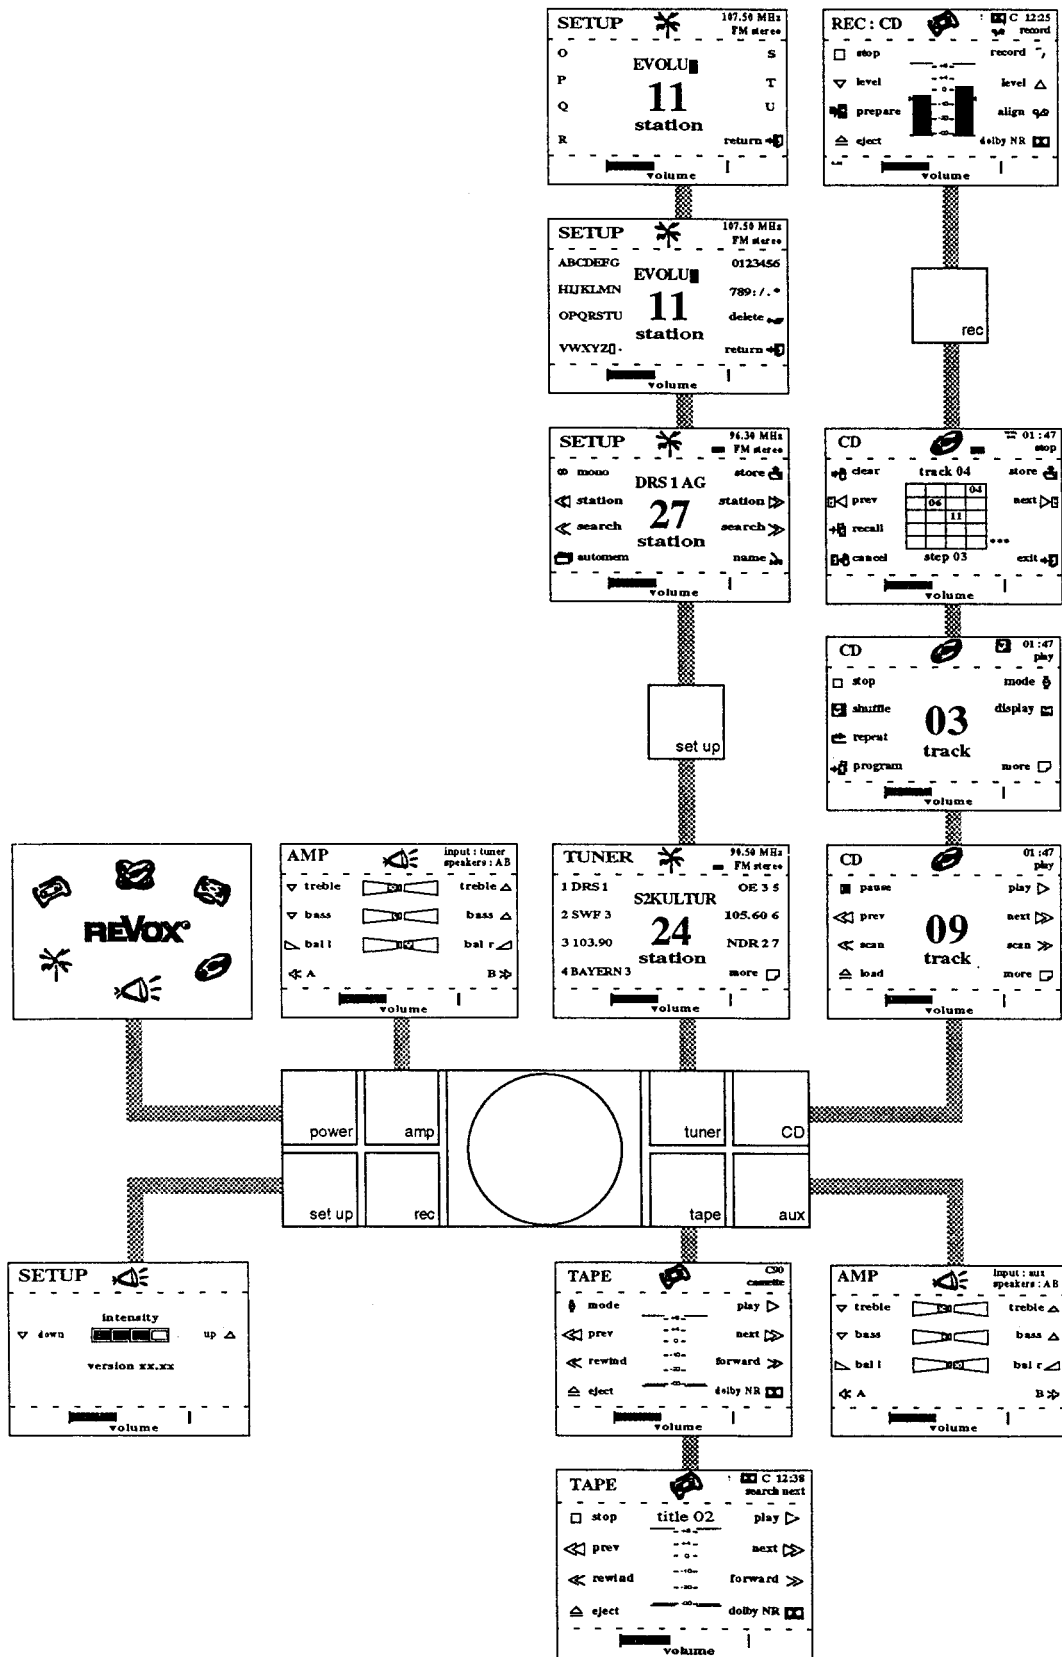 SETUP
107.50 MHz
FM stereo
O
S
EVOLU
P
T
11
Q
U
station
R
return
volume
REC : CD
C 12:25
record
stop
record
level
level
prepare
align
eject
dolby NR
volume
SETUP
107.50 MHz
FM stereo
ABCDEFG
0123456
EVOLU
HIJKLMN
789:/.*
11
OPQRSTU
delete
station
VWXYZ▯-
return
volume
rec
SETUP
96.30 MHz
FM stereo
mono
store
DRS 1 AG
station
station
27
search
search
station
automem
name
volume
CD
01:47
stop
clear
track 04
store
04
prev
06
next
11
recall
cancel
step 03
exit
volume
set up
CD
01:47
play
stop
mode
shuffle
display
03
repeat
track
program
more
volume
REVOX
AMP
input : tuner
speakers : AB
treble
treble
bass
bass
bal l
bal r
A
B
volume
TUNER
90.50 MHz
FM stereo
1 DRS 1
OE 3 5
S2KULTUR
2 SWF 3
105.60 6
24
3 103.90
NDR 2 7
station
4 BAYERN 3
more
volume
CD
01:47
play
pause
play
prev
next
09
scan
scan
track
load
more
volume
power
amp
tuner
CD
set up
rec
tape
aux
SETUP
intensity
down
up
version xx.xx
volume
TAPE
C90
cassette
mode
play
prev
next
rewind
forward
eject
dolby NR
volume
AMP
input : aux
speakers : AB
treble
treble
bass
bass
bal l
bal r
A
B
volume
TAPE
C 12:38
search next
stop
title 02
play
prev
next
rewind
forward
eject
dolby NR
volume